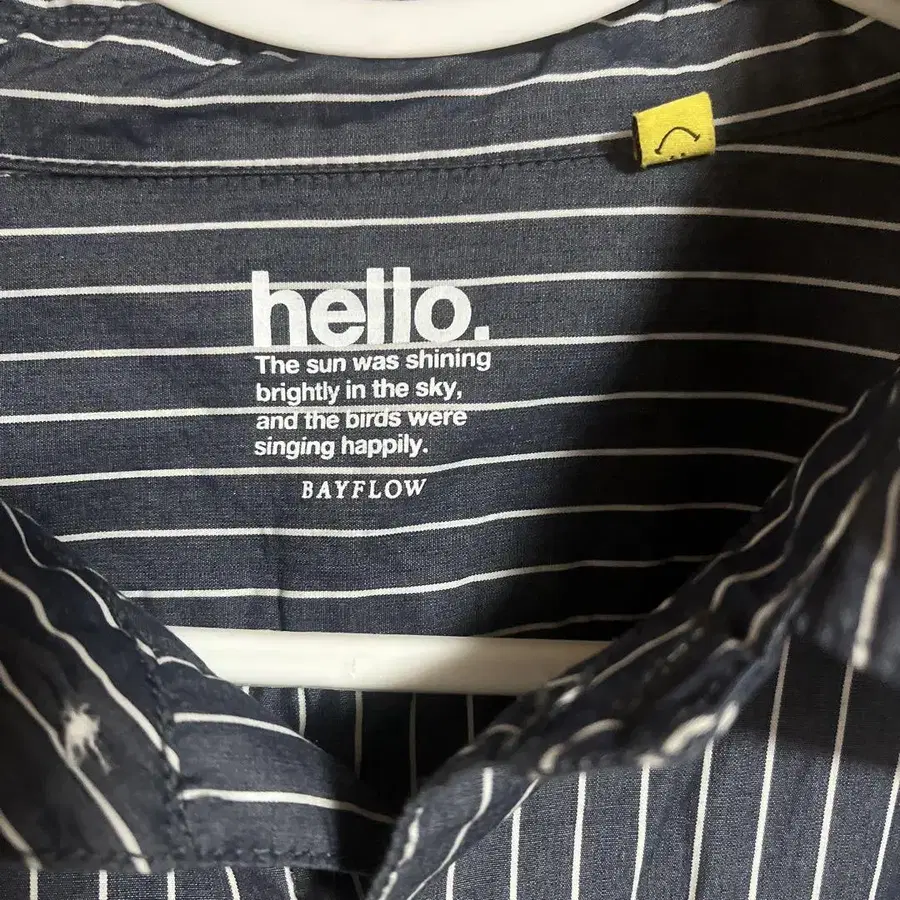 hello.
The sun was shining
brightly in the sky,
and the birds were
singing happily.
BAYFLOW